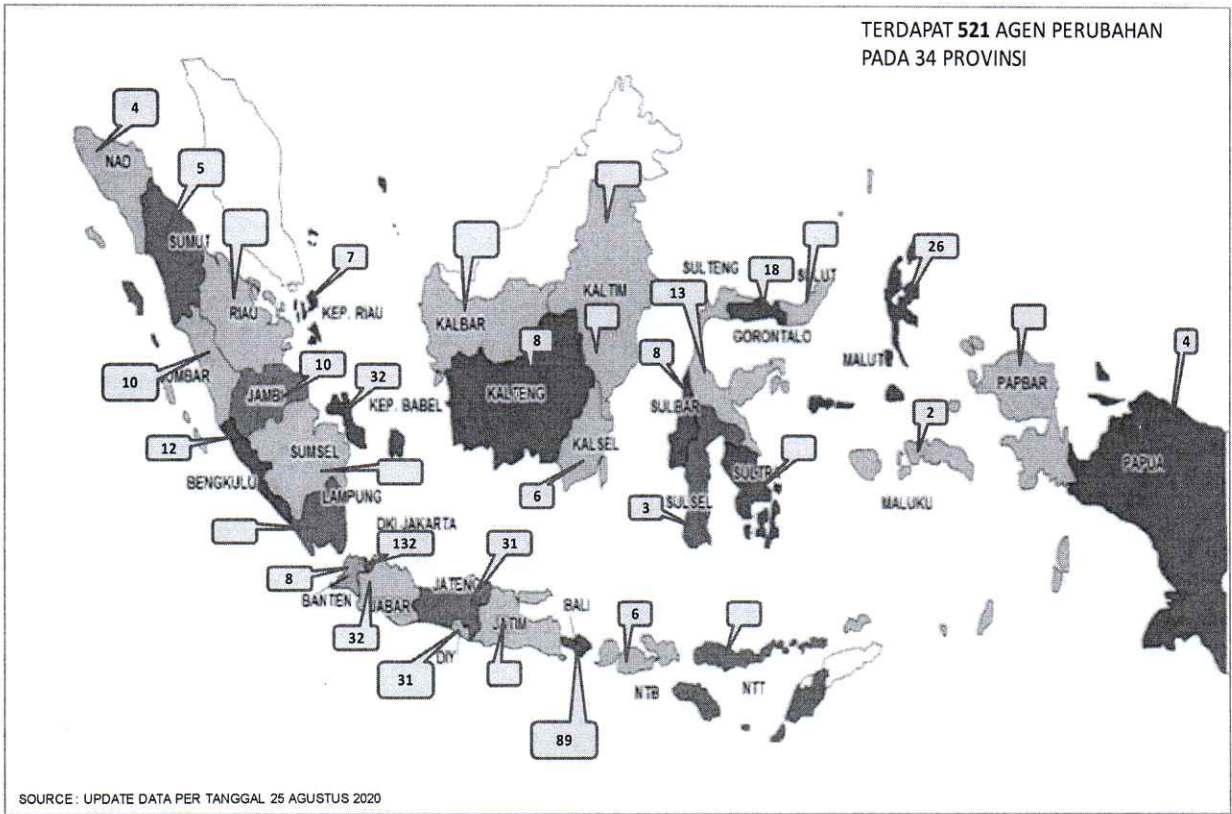 TERDAPAT 521 AGEN PERUBAHAN
PADA 34 PROVINSI
4
NAD
5
SUMUT
7
RIAU
KEP. RIAU
10
JAMBI
10
32
KEP. BABEL
12
SUMSEL
BENGKULU
LAMPUNG
DKI JAKARTA
132
8
BANTEN
JABAR
32
JATENG
31
DIY
31
JATIM
BALI
89
6
NTB
NTT
KALBAR
8
KALTENG
KALTIM
KALSEL
6
SULTENG
13
18
SULUT
GORONTALO
8
SULBAR
SULTR
SULSEL
3
26
MALUT
2
MALUKU
PAPBAR
4
PAPUA
SOURCE : UPDATE DATA PER TANGGAL 25 AGUSTUS 2020